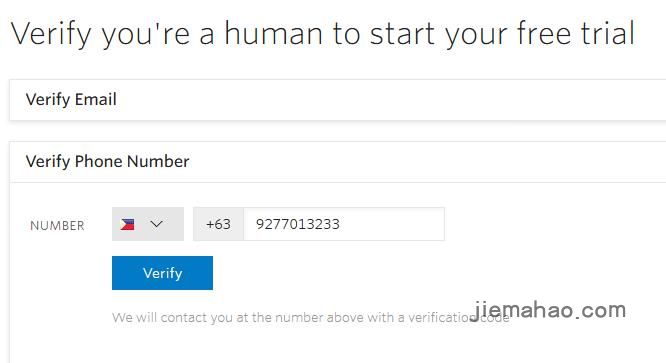 Verify you're a human to start your free trial
Verify Email
Verify Phone Number
NUMBER +63 9277013233
Verify
We will contact you at the number above with a verification code
jiemahao.com